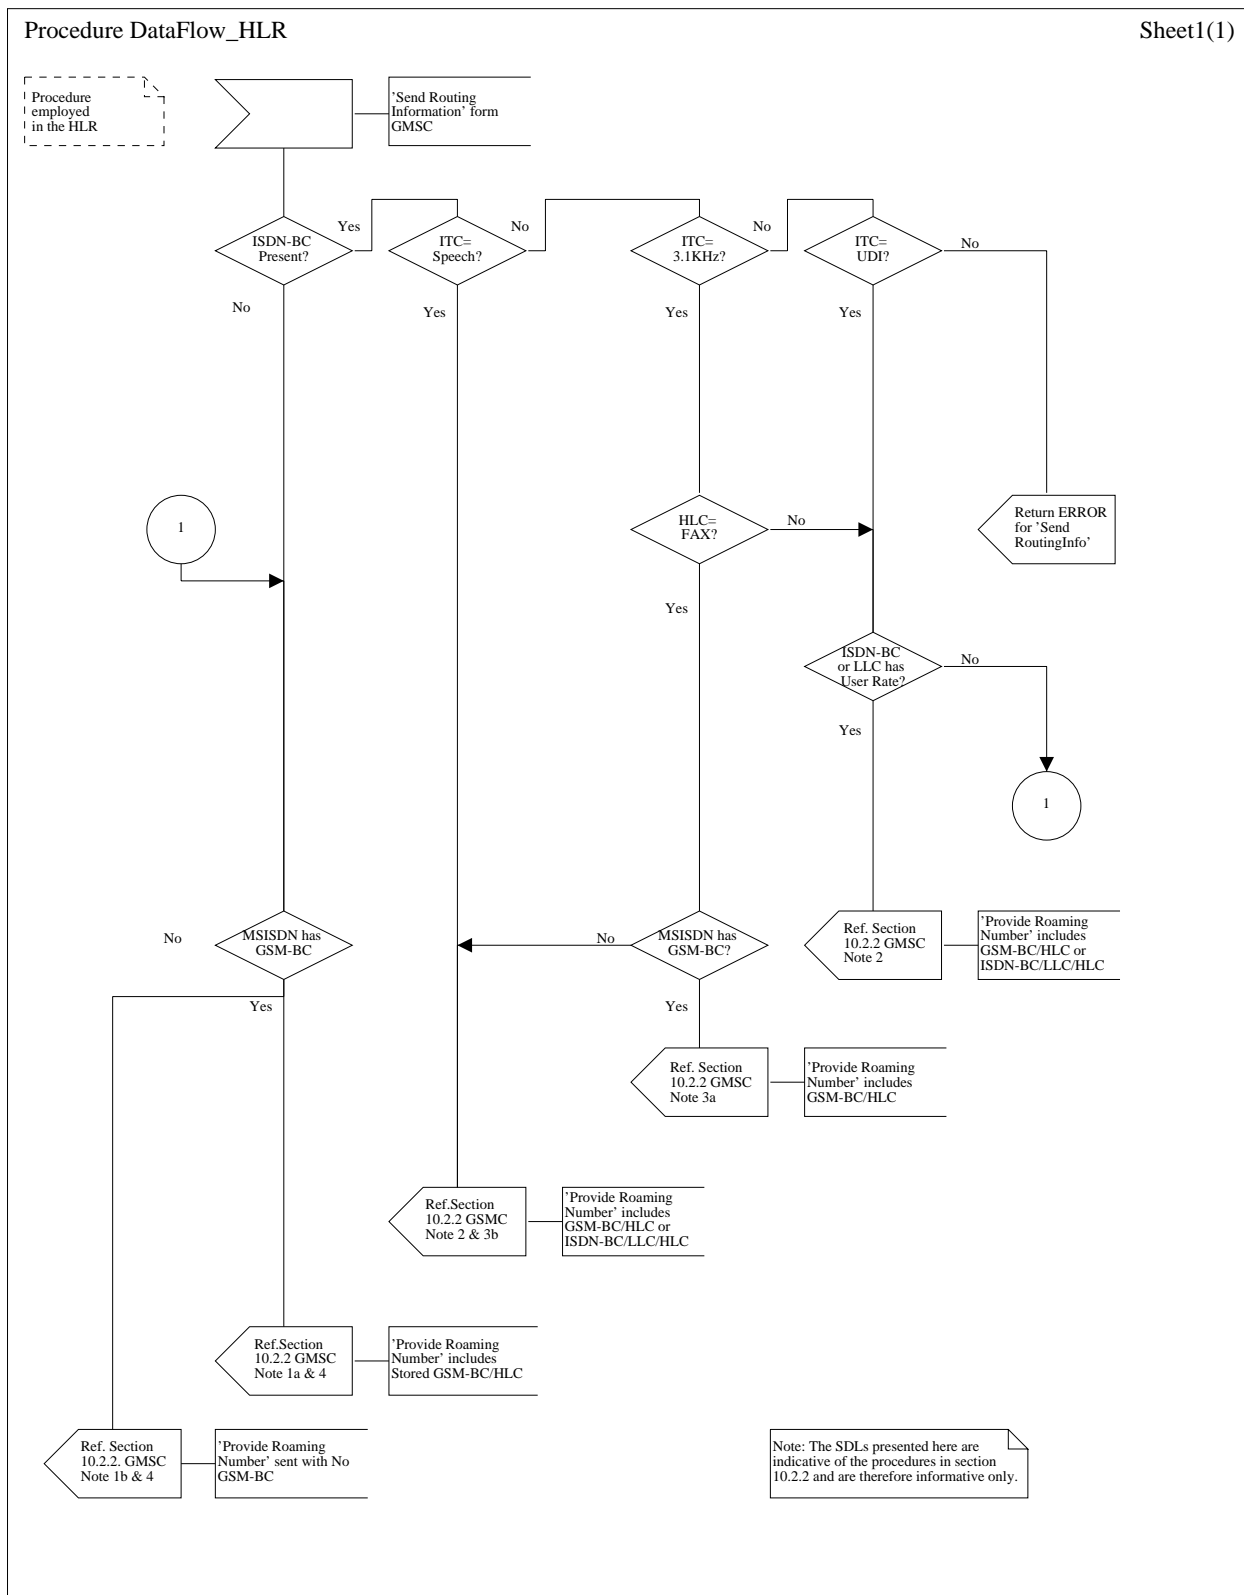 Procedure DataFlow_HLR
Sheet1(1)
Procedure
employed
in the HLR
'Send Routing
Information' form
GMSC
ISDN-BC
Present?
Yes
ITC=
Speech?
No
ITC=
3.1KHz?
No
ITC=
UDI?
No
No
Yes
Yes
Yes
1
HLC=
FAX?
No
Return ERROR
for 'Send
RoutingInfo'
Yes
ISDN-BC
or LLC has
User Rate?
No
Yes
1
No
MSISDN has
GSM-BC
No
MSISDN has
GSM-BC?
Ref. Section
10.2.2 GMSC
Note 2
'Provide Roaming
Number' includes
GSM-BC/HLC or
ISDN-BC/LLC/HLC
Yes
Yes
Ref. Section
10.2.2 GMSC
Note 3a
'Provide Roaming
Number' includes
GSM-BC/HLC
Ref.Section
10.2.2 GSMC
Note 2 & 3b
'Provide Roaming
Number' includes
GSM-BC/HLC or
ISDN-BC/LLC/HLC
Ref.Section
10.2.2 GMSC
Note 1a & 4
'Provide Roaming
Number' includes
Stored GSM-BC/HLC
Ref. Section
10.2.2. GMSC
Note 1b & 4
'Provide Roaming
Number' sent with No
GSM-BC
Note: The SDLs presented here are
indicative of the procedures in section
10.2.2 and are therefore informative only.